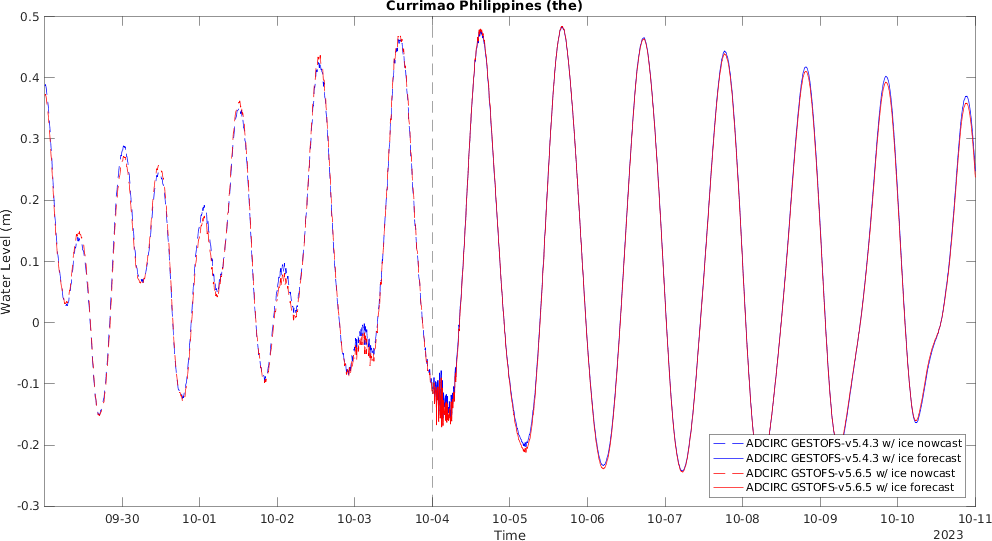 Currimao Philippines (the)
Water Level (m)
0.5
0.4
0.3
0.2
0.1
0
-0.1
-0.2
-0.3
ADCIRC GESTOFS-v5.4.3 w/ ice nowcast
ADCIRC GESTOFS-v5.4.3 w/ ice forecast
ADCIRC GSTOFS-v5.6.5 w/ ice nowcast
ADCIRC GSTOFS-v5.6.5 w/ ice forecast
09-30 10-01 10-02 10-03 10-04 10-05 10-06 10-07 10-08 10-09 10-10 10-11
Time
2023